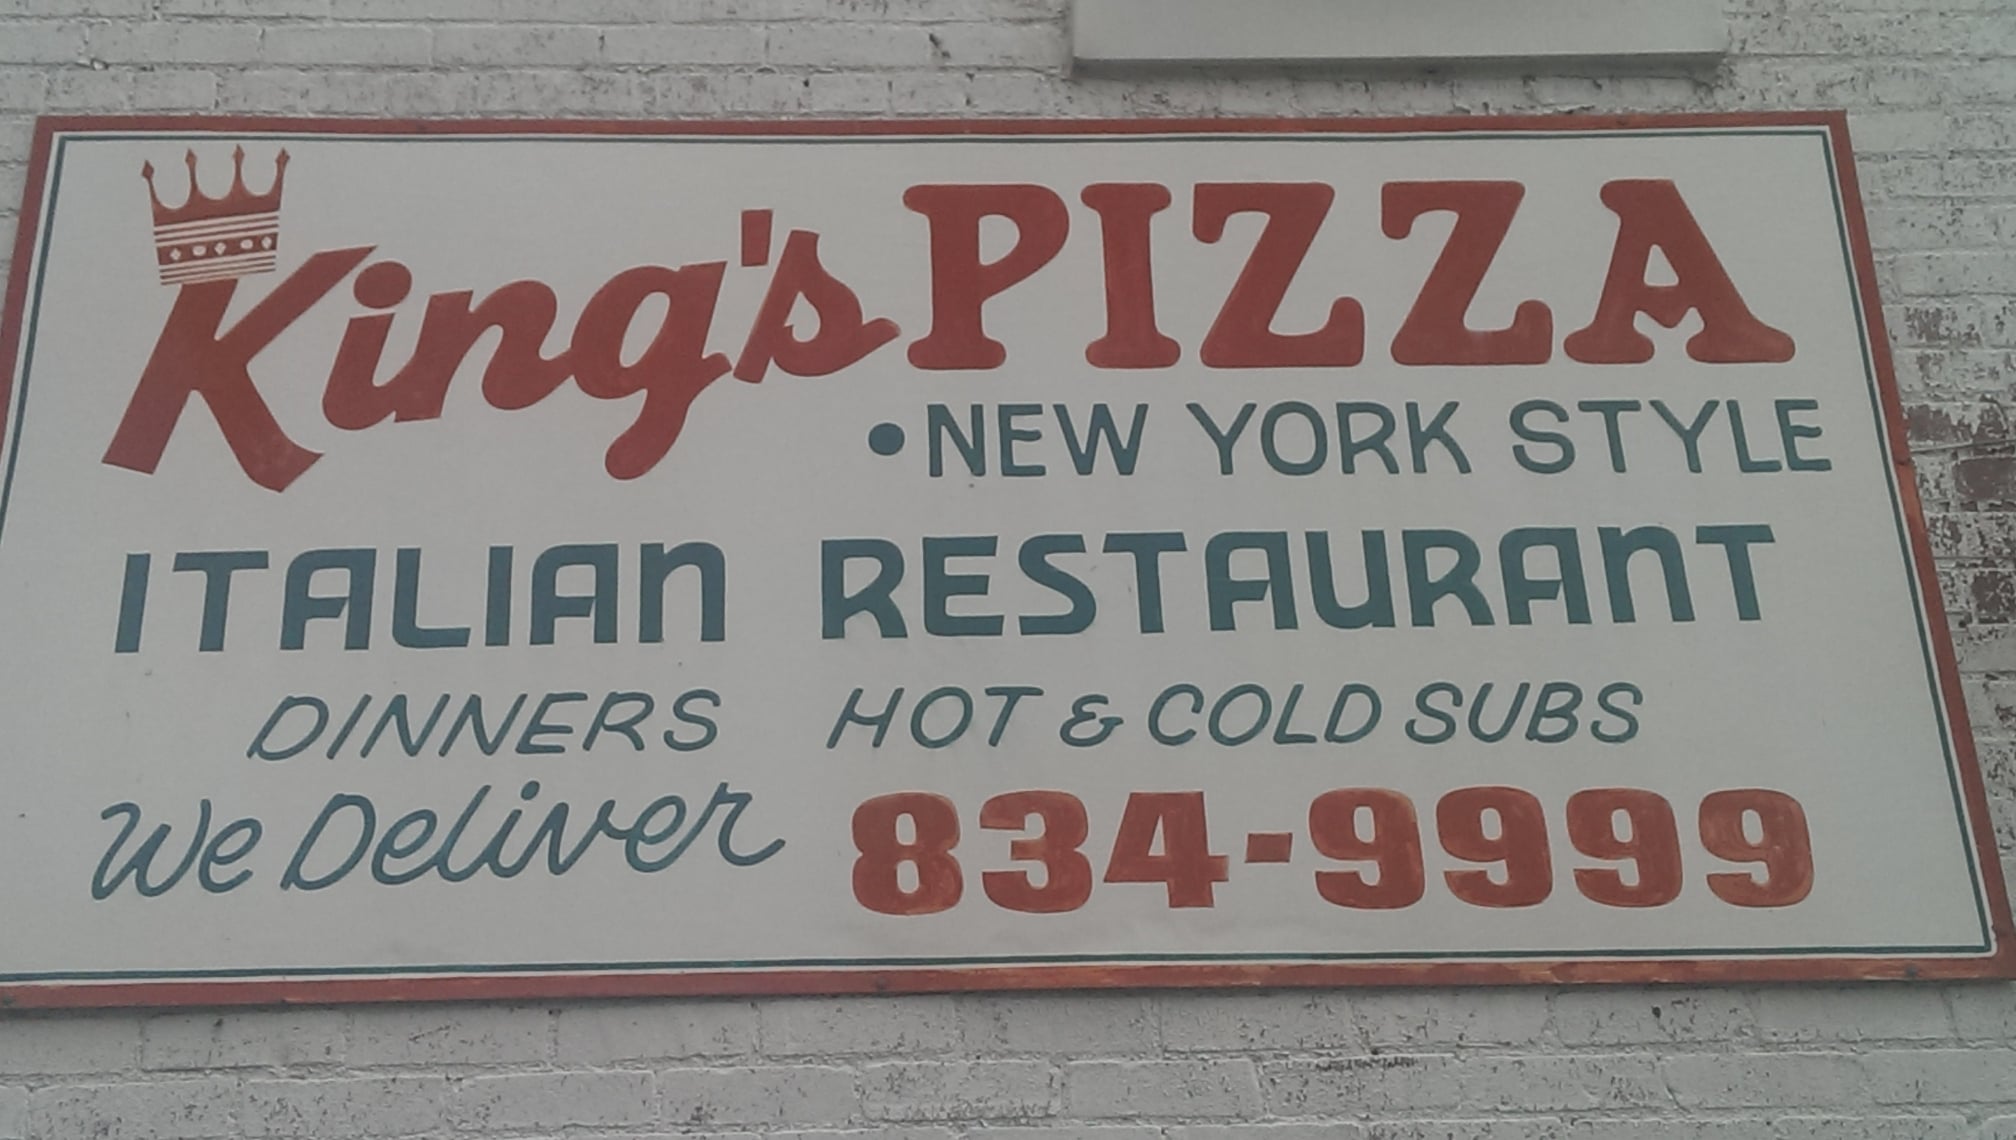 King's PIZZA
•NEW YORK STYLE
ITALIAN RESTAURANT
DINNERS HOT & COLD SUBS
We Deliver 834-9999